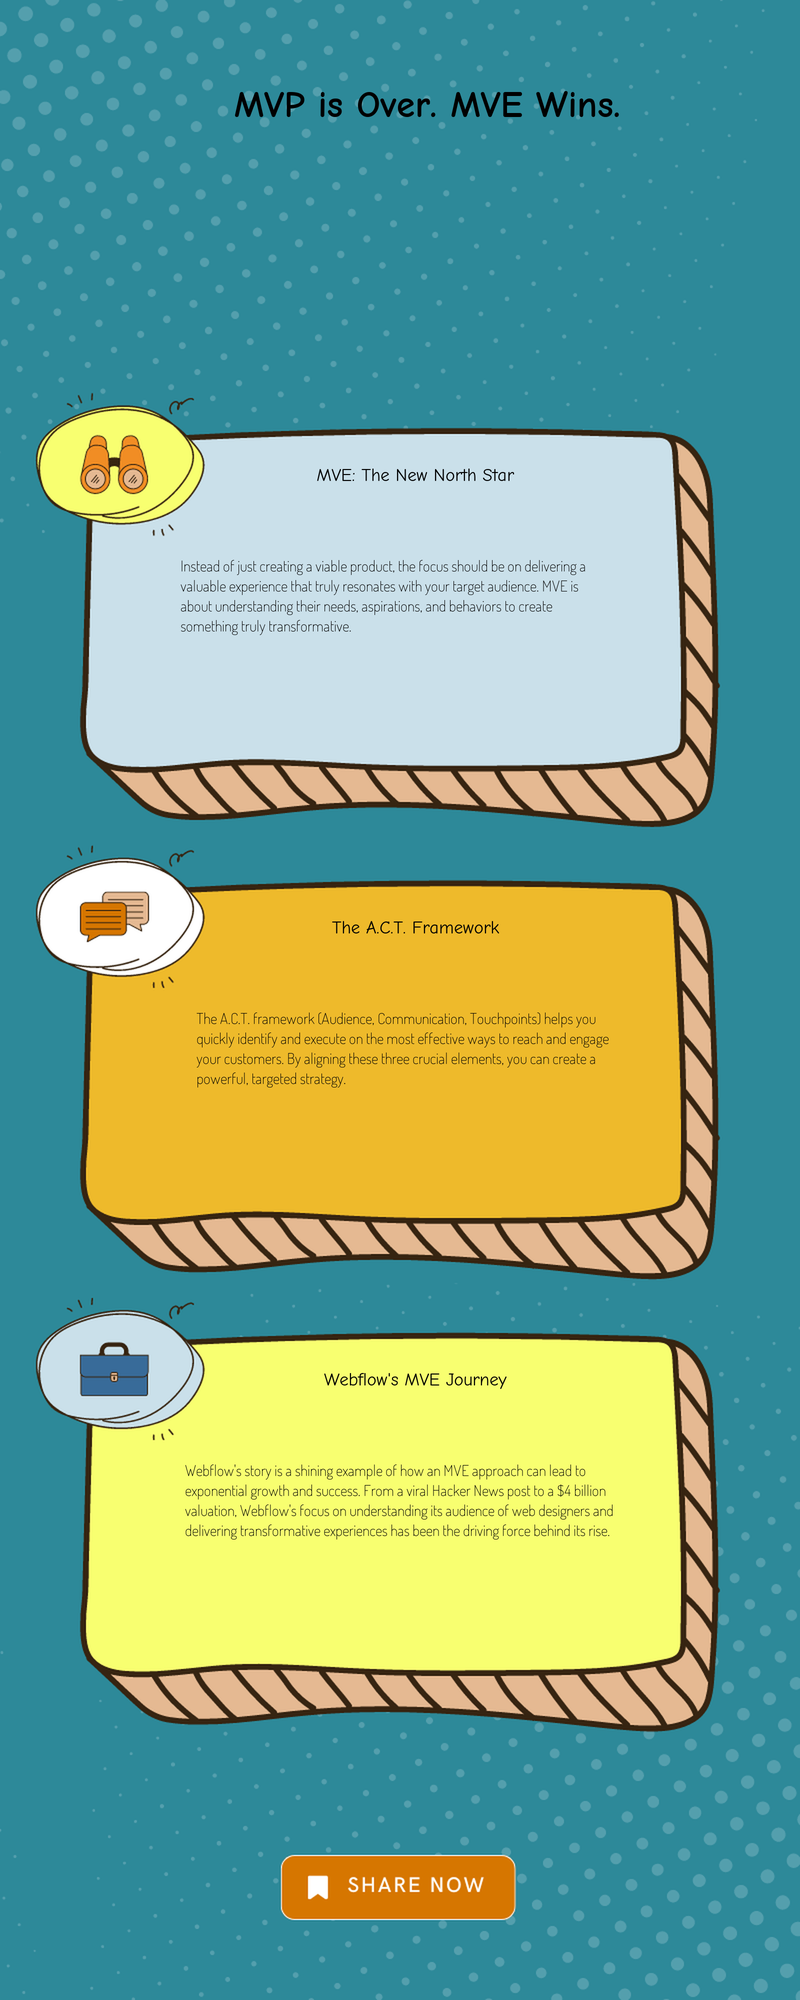 MVP is Over. MVE Wins.
MVE: The New North Star
Instead of just creating a viable product, the focus should be on delivering a
valuable experience that truly resonates with your target audience. MVE is
about understanding their needs, aspirations, and behaviors to create
something truly transformative.
The A.C.T. Framework
The A.C.T. framework (Audience, Communication, Touchpoints) helps you
quickly identify and execute on the most effective ways to reach and engage
your customers. By aligning these three crucial elements, you can create a
powerful, targeted strategy.
Webflow's MVE Journey
Webflow's story is a shining example of how an MVE approach can lead to
exponential growth and success. From a viral Hacker News post to a $4 billion
valuation, Webflow's focus on understanding its audience of web designers and
delivering transformative experiences has been the driving force behind its rise.
SHARE NOW